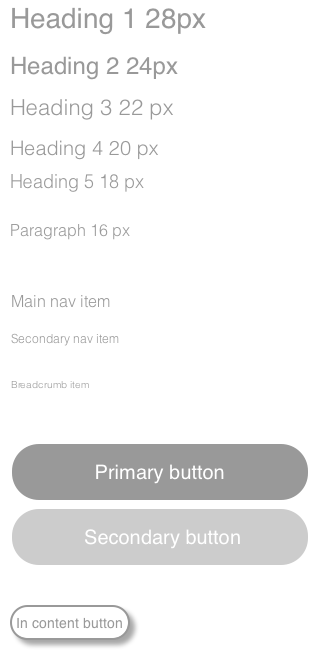 Heading 1 28px
Heading 2 24px
Heading 3 22 px
Heading 4 20 px
Heading 5 18 px
Paragraph 16 px
Main nav item
Secondary nav item
Breadcrumb item
Primary button
Secondary button
In content button